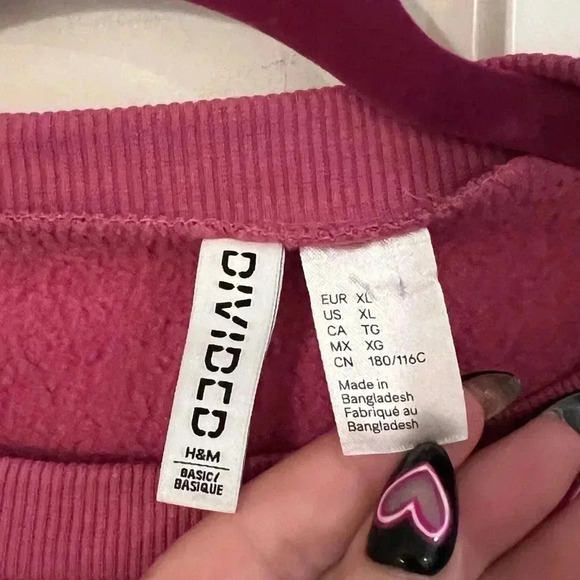 DIVIDED
H&M
BASIC/
BASIQUE
EUR XL
US XL
CA TG
MX XG
CN 180/116C
Made in
Bangladesh
Fabriqué au
Bangladesh